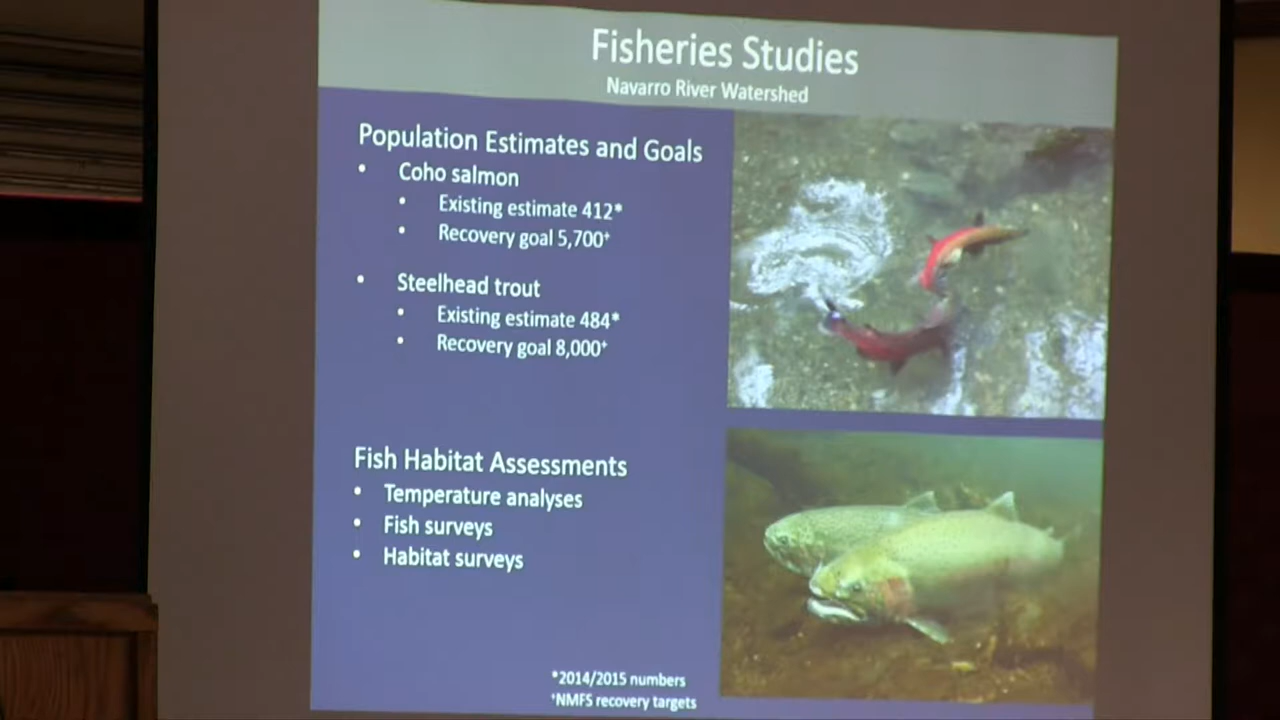 Fisheries Studies
Navarro River Watershed
Population Estimates and Goals
• Coho salmon
• Existing estimate 412*
• Recovery goal 5,700⁺
• Steelhead trout
• Existing estimate 484*
• Recovery goal 8,000⁺
Fish Habitat Assessments
• Temperature analyses
• Fish surveys
• Habitat surveys
*2014/2015 numbers
⁺NMFS recovery targets